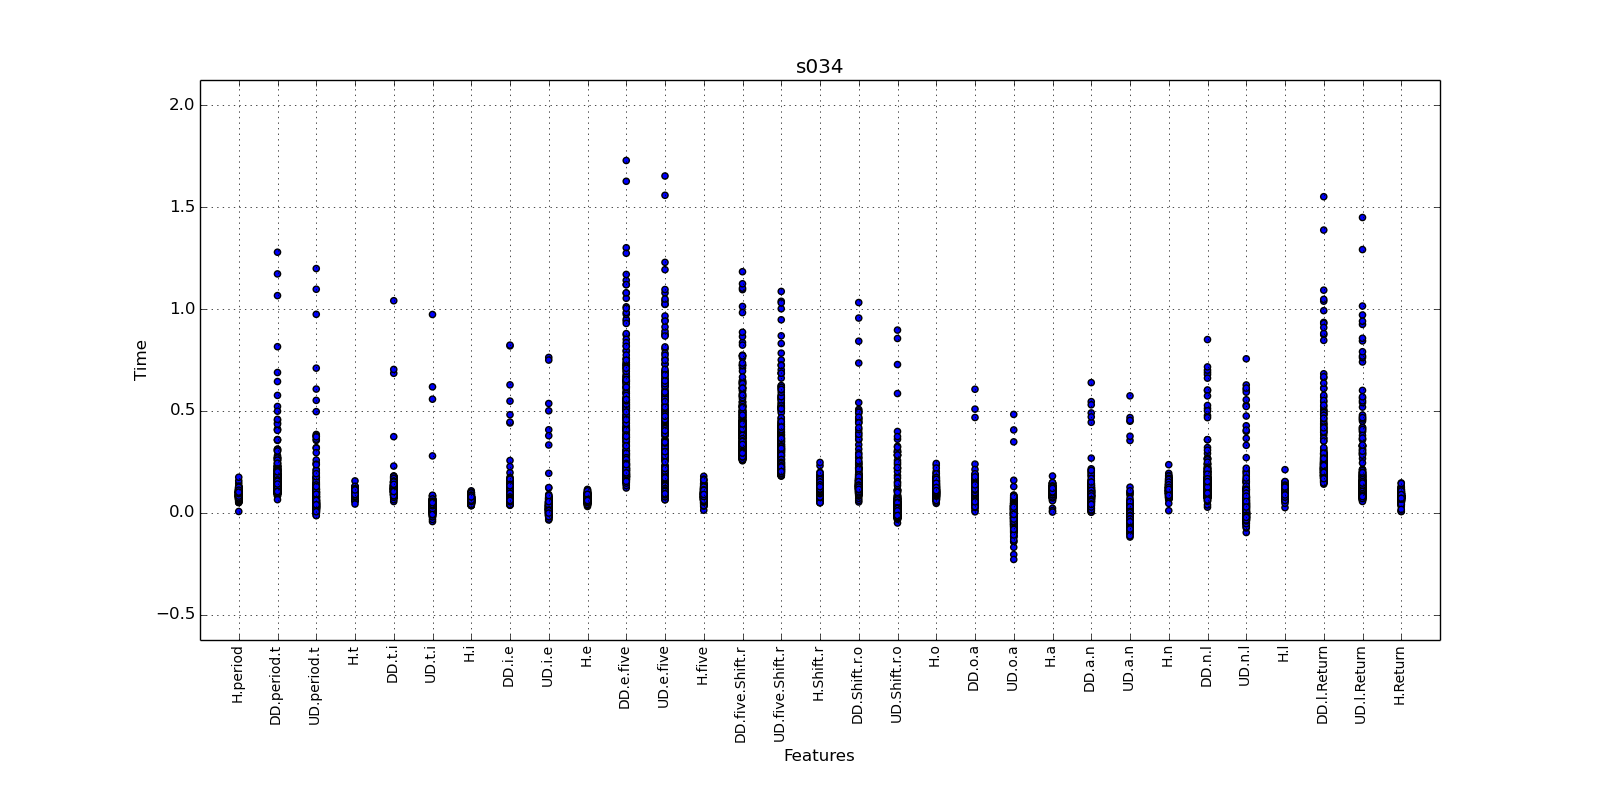 s034
2.0
1.5
1.0
0.5
0.0
−0.5
Time
H.period
DD.period.t
UD.period.t
H.t
DD.t.i
UD.t.i
H.i
DD.i.e
UD.i.e
H.e
DD.e.five
UD.e.five
H.five
DD.five.Shift.r
UD.five.Shift.r
H.Shift.r
DD.Shift.r.o
UD.Shift.r.o
H.o
DD.o.a
UD.o.a
H.a
DD.a.n
UD.a.n
H.n
DD.n.l
UD.n.l
H.l
DD.l.Return
UD.l.Return
H.Return
Features